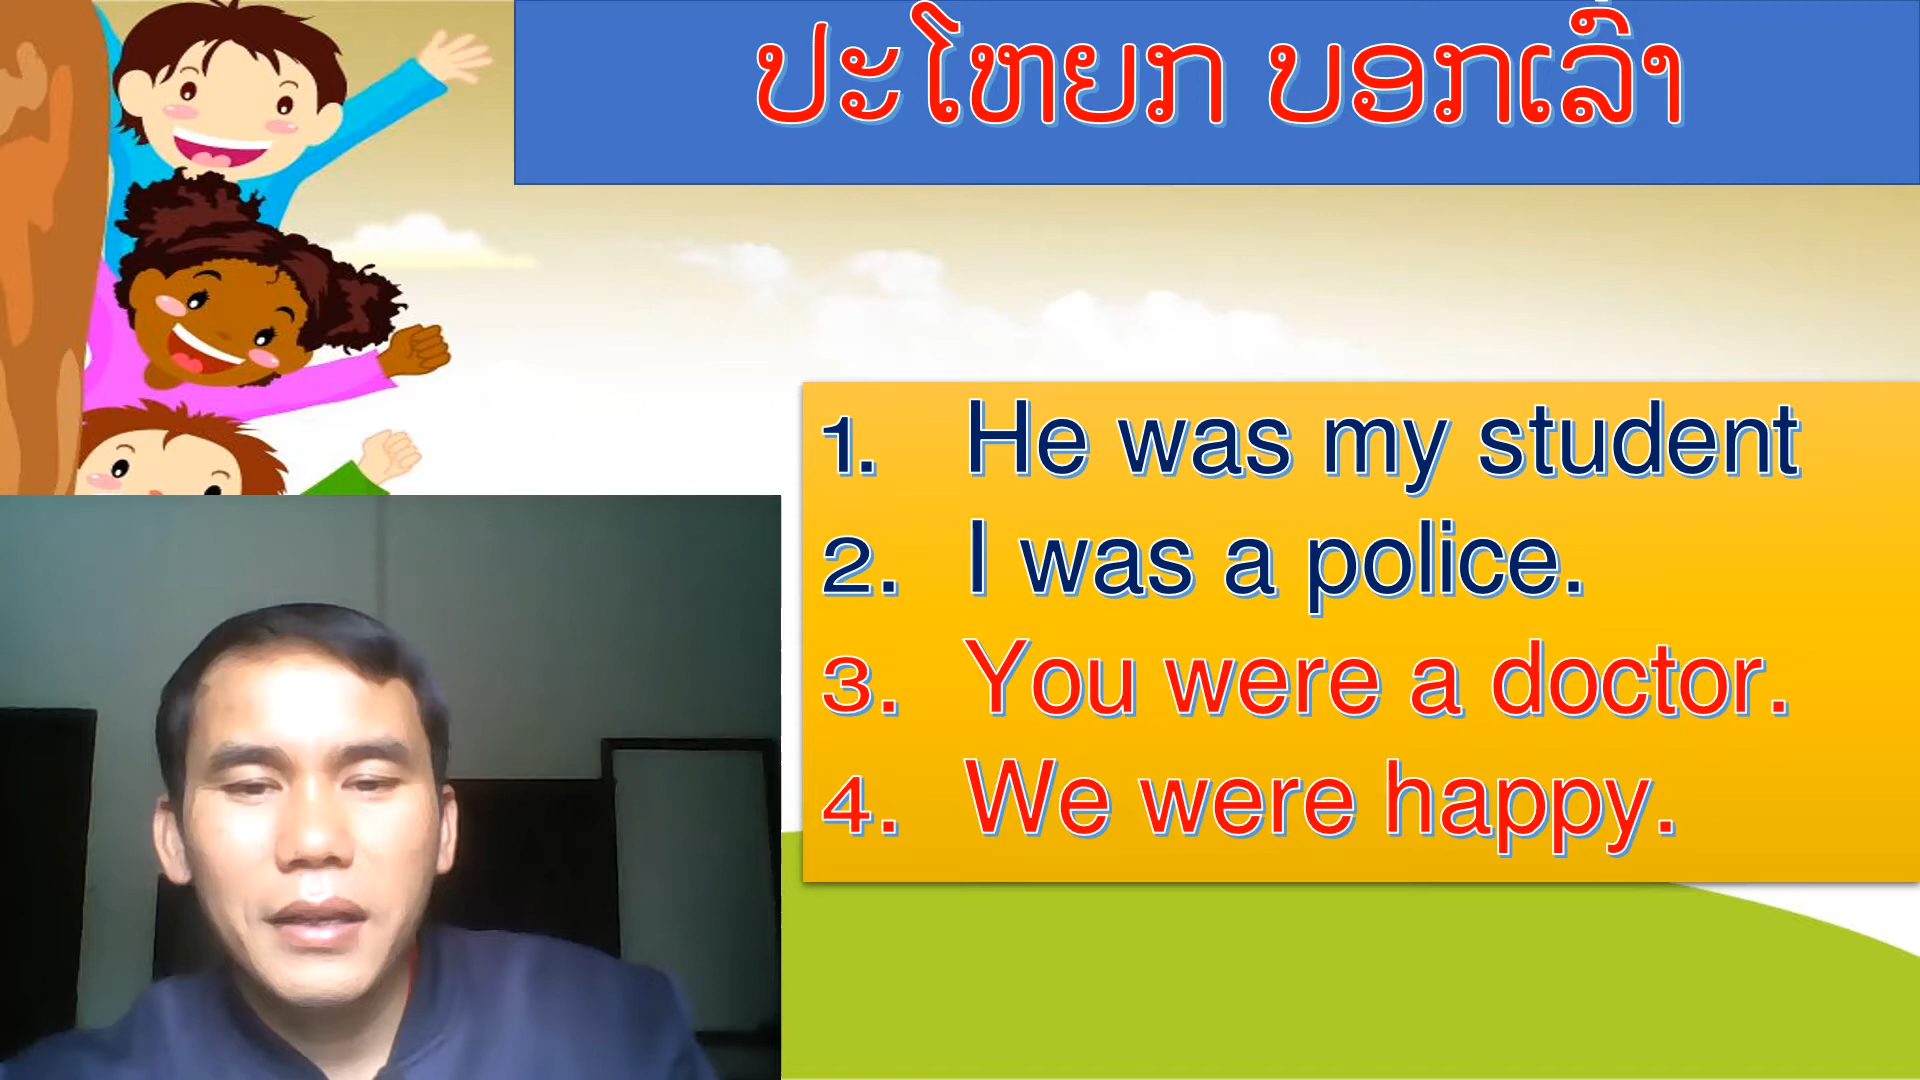 ປະໂຫຍກ ບອກເລົ່າ
1. He was my student
2. I was a police.
3. You were a doctor.
4. We were happy.